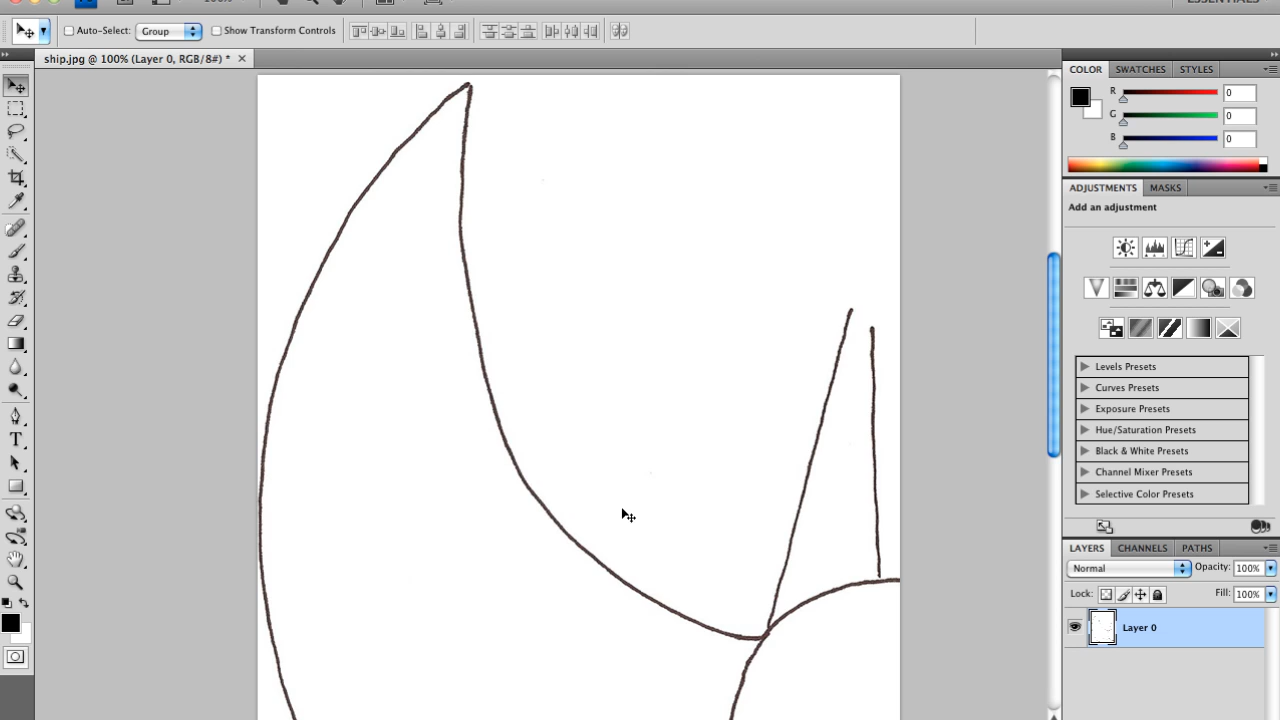 100%
ESSENTIALS
Auto-Select: Group Show Transform Controls
ship.jpg @ 100% (Layer 0, RGB/8#) *
COLOR SWATCHES STYLES
R 0
G 0
B 0
ADJUSTMENTS MASKS
Add an adjustment
Levels Presets
Curves Presets
Exposure Presets
Hue/Saturation Presets
Black & White Presets
Channel Mixer Presets
Selective Color Presets
LAYERS CHANNELS PATHS
Normal Opacity: 100%
Lock: Fill: 100%
Layer 0